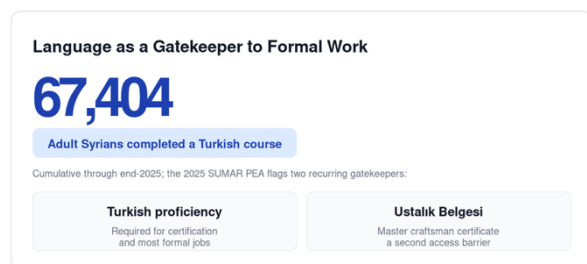 Language as a Gatekeeper to Formal Work
67,404
Adult Syrians completed a Turkish course
Cumulative through end-2025; the 2025 SUMAR PEA flags two recurring gatekeepers:
Turkish proficiency
Required for certification
and most formal jobs
Ustalık Belgesi
Master craftsman certificate
a second access barrier